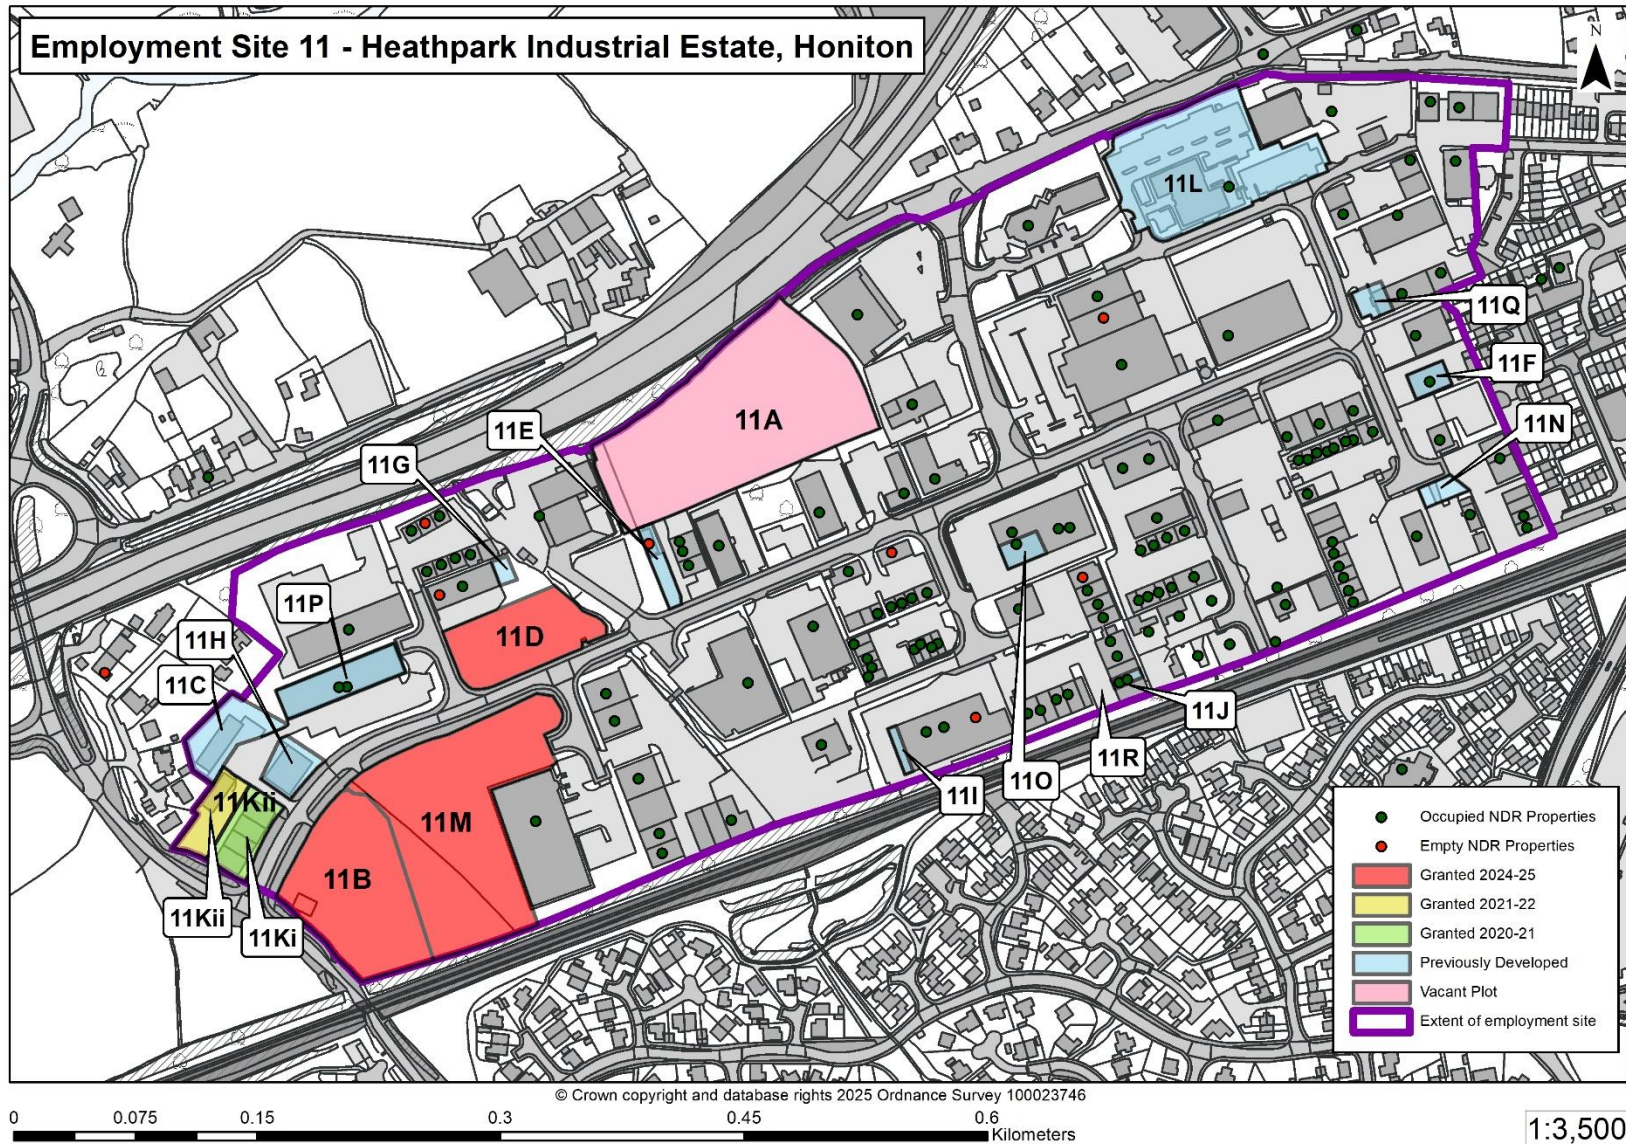 Employment Site 11 - Heathpark Industrial Estate, Honiton
N
11L
11Q
11F
11A
11E
11N
11G
11P
11D
11H
11C
11J
11R
11Kii
11M
11I
11O
11B
11Kii
11Ki
Occupied NDR Properties
Empty NDR Properties
Granted 2024-25
Granted 2021-22
Granted 2020-21
Previously Developed
Vacant Plot
Extent of employment site
© Crown copyright and database rights 2025 Ordnance Survey 100023746
0 0.075 0.15 0.3 0.45 0.6
Kilometers
1:3,500